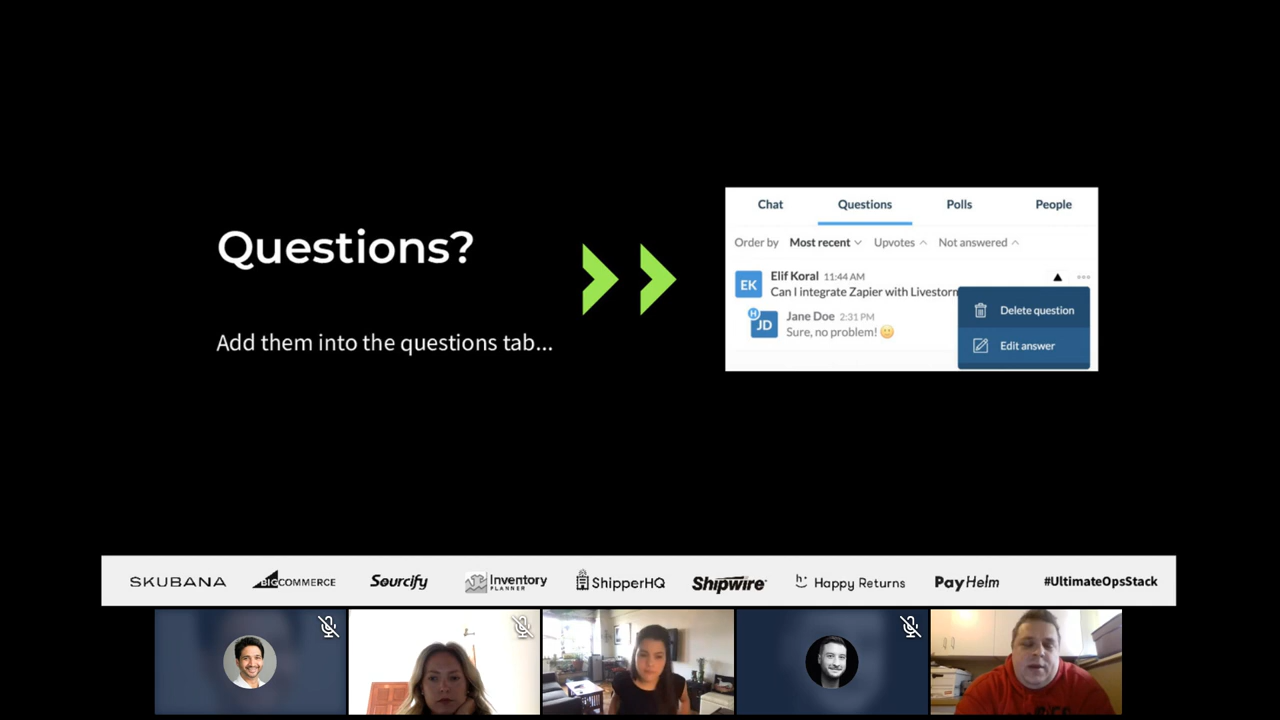 Questions?
Add them into the questions tab...
Chat Questions Polls People
Order by Most recent Upvotes Not answered
EK Elif Koral 11:44 AM
Can I integrate Zapier with Livestorm
H JD Jane Doe 2:31 PM
Sure, no problem!
Delete question
Edit answer
SKUBANA BIGCOMMERCE Sourcify Inventory PLANNER ShipperHQ Shipwire h: Happy Returns PayHelm #UltimateOpsStack